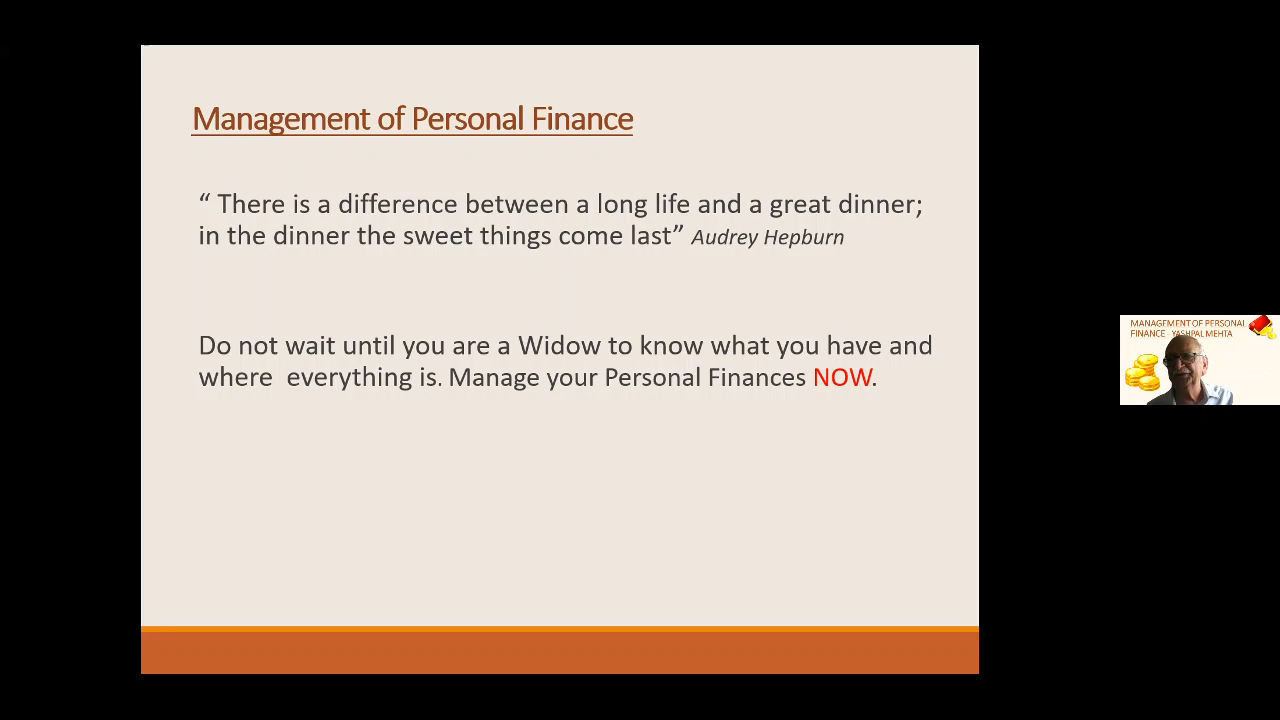 Management of Personal Finance
“ There is a difference between a long life and a great dinner;
in the dinner the sweet things come last” Audrey Hepburn
Do not wait until you are a Widow to know what you have and
where everything is. Manage your Personal Finances NOW.
MANAGEMENT OF PERSONAL
FINANCE - YASHPAL MEHTA